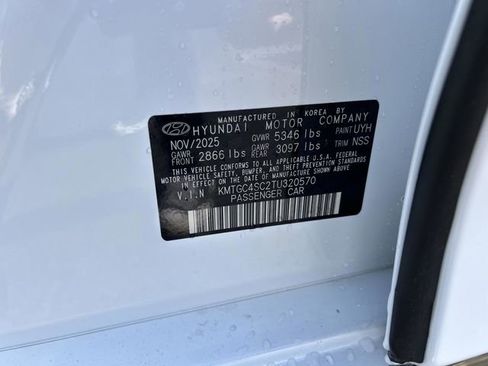 MANUFACTURED IN KOREA BY
HYUNDAI MOTOR COMPANY
NOV/2025 GVWR 5346 lbs PAINT UYH
GAWR FRONT 2866 lbs GAWR REAR 3097 lbs TRIM NSS
THIS VEHICLE CONFORMS TO ALL APPLICABLE U.S.A. FEDERAL
MOTOR VEHICLE SAFETY, BUMPER, AND THEFT PREVENTION STANDARDS
IN EFFECT ON THE DATE OF MANUFACTURE SHOWN ABOVE.
V.I.N KMTGC4SC2TU320570
PASSENGER CAR